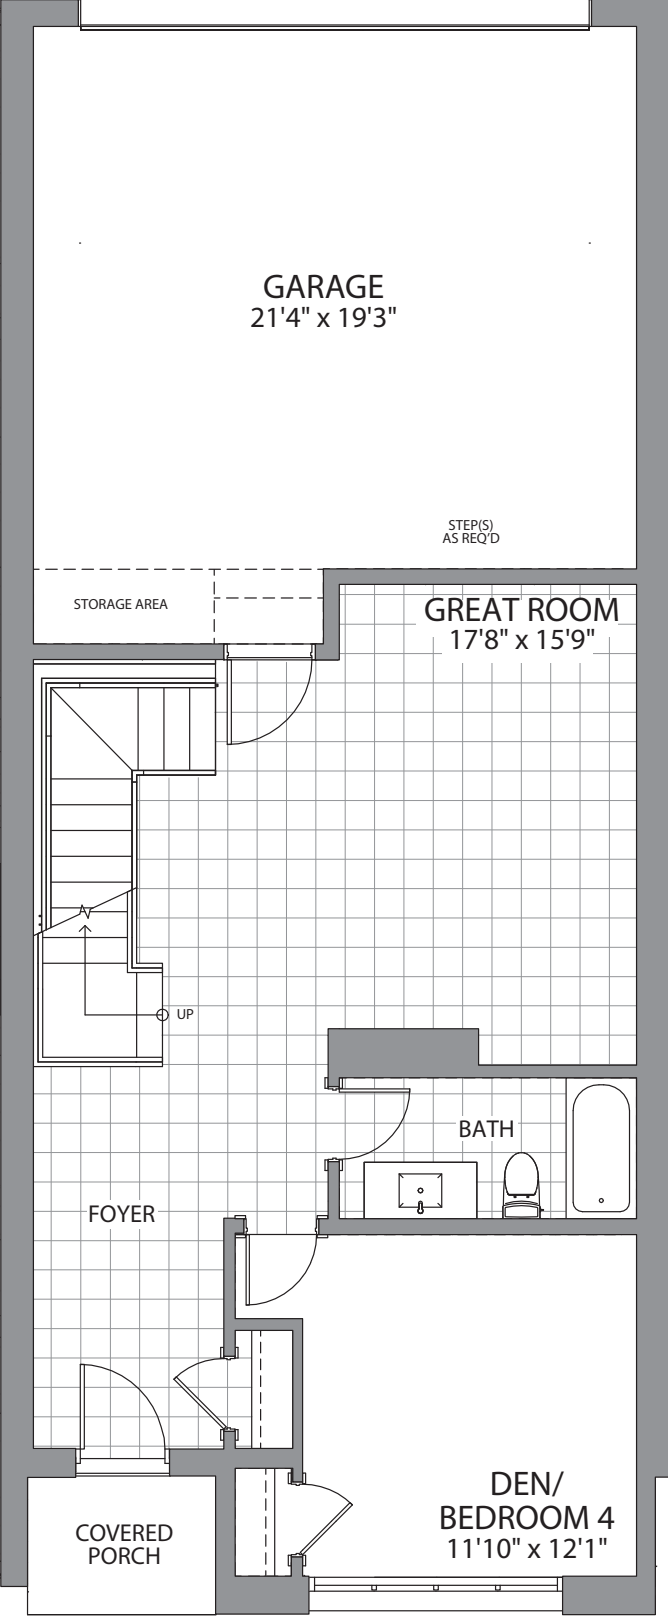 GARAGE
21'4" x 19'3"
STEP(S)
AS REQ'D
STORAGE AREA
GREAT ROOM
17'8" x 15'9"
UP
BATH
FOYER
DEN/
BEDROOM 4
11'10" x 12'1"
COVERED
PORCH